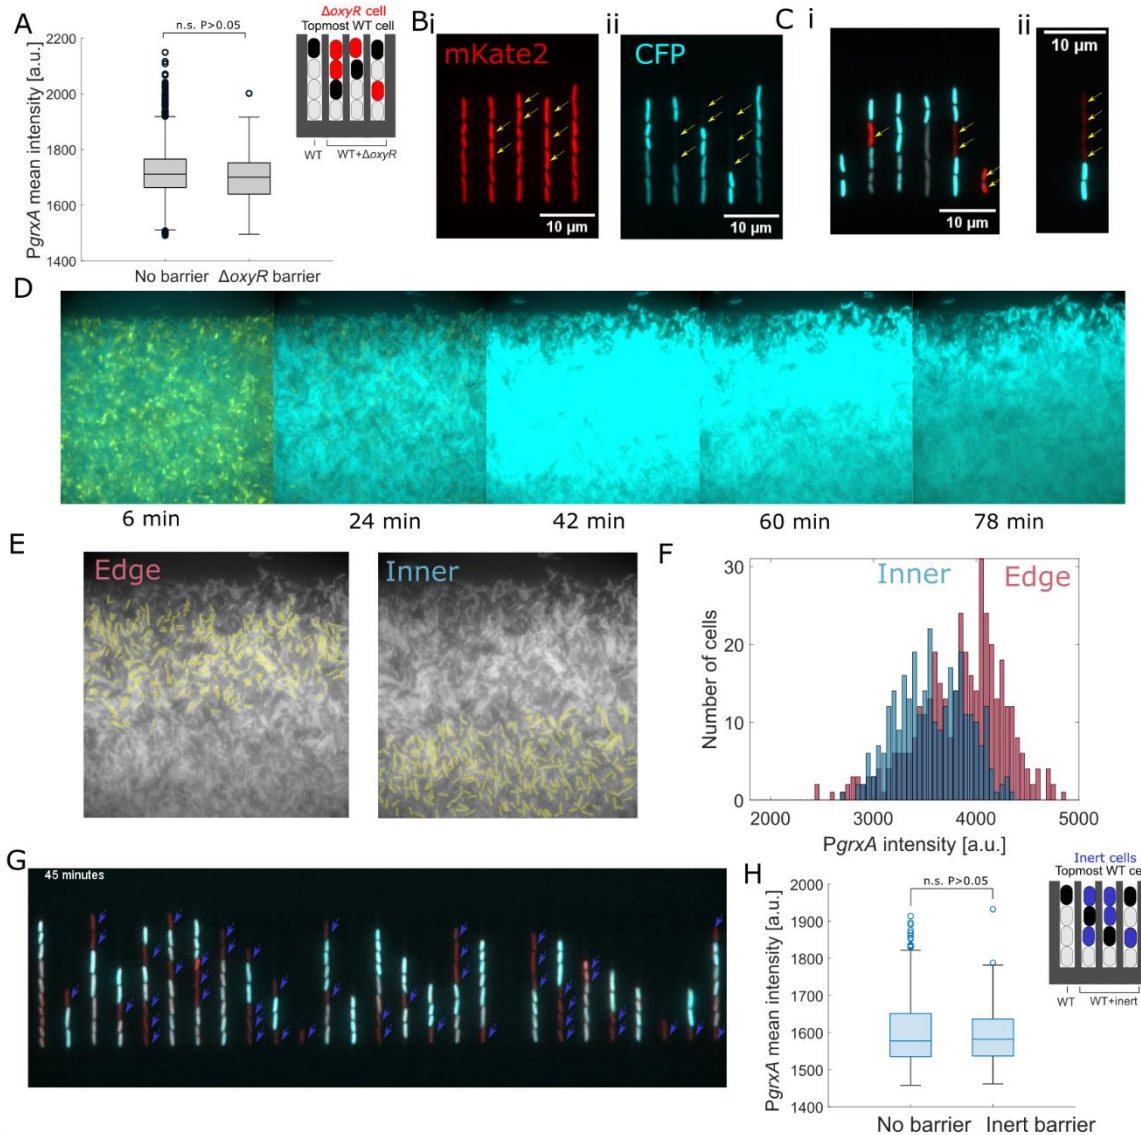 A
n.s. P>0.05
2200
2000
1800
1600
1400
PgrxA mean intensity [a.u.]
No barrier
ΔoxyR barrier
ΔoxyR cell
Topmost WT cell
WT
WT+ΔoxyR
B
i
mKate2
10 μm
ii
CFP
10 μm
C
i
10 μm
ii
10 μm
D
6 min
24 min
42 min
60 min
78 min
E
Edge
Inner
F
Inner
Edge
30
20
10
0
Number of cells
2000
3000
4000
5000
PgrxA intensity [a.u.]
G
45 minutes
H
n.s. P>0.05
2000
1900
1800
1700
1600
1500
1400
PgrxA mean intensity [a.u.]
No barrier
Inert barrier
Inert cells
Topmost WT ce
WT
WT+inert